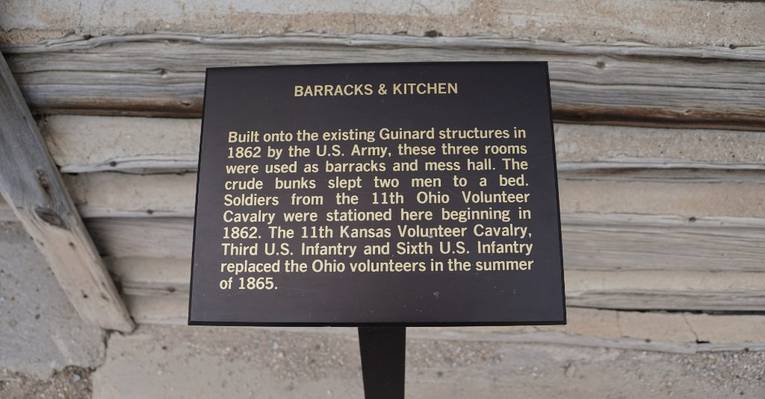 BARRACKS & KITCHEN
Built onto the existing Guinard structures in
1862 by the U.S. Army, these three rooms
were used as barracks and mess hall. The
crude bunks slept two men to a bed.
Soldiers from the 11th Ohio Volunteer
Cavalry were stationed here beginning in
1862. The 11th Kansas Volunteer Cavalry,
Third U.S. Infantry and Sixth U.S. Infantry
replaced the Ohio volunteers in the summer
of 1865.